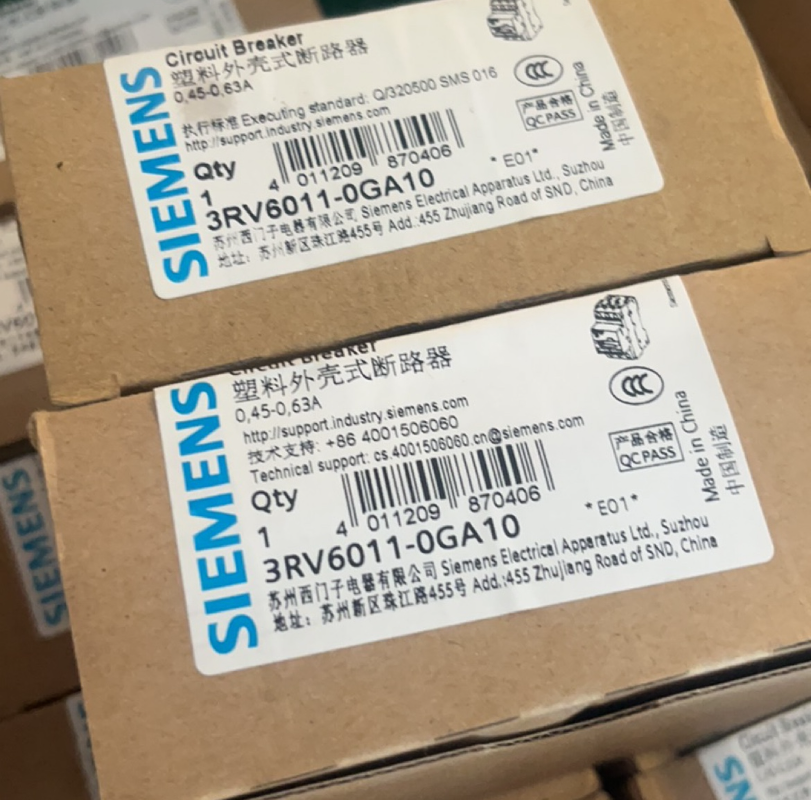 SIEMENS
Circuit Breaker
塑料外壳式断路器
0,45-0,63A
执行标准 Executing standard: Q/320500 SMS 016
http://support.industry.siemens.com
Qty
1
4 011209 870406
* E01*
3RV6011-0GA10
苏州西门子电器有限公司 Siemens Electrical Apparatus Ltd., Suzhou
地址: 苏州新区珠江路455号 Add.:455 Zhujiang Road of SND, China
CCC
产品合格
QC PASS
Made in China
中国制造
SIEMENS
Circuit Breaker
塑料外壳式断路器
0,45-0,63A
http://support.industry.siemens.com
技术支持: +86 4001506060
Technical support: cs.4001506060.cn@siemens.com
Qty
1
4 011209 870406
* E01*
3RV6011-0GA10
苏州西门子电器有限公司 Siemens Electrical Apparatus Ltd., Suzhou
地址: 苏州新区珠江路455号 Add.:455 Zhujiang Road of SND, China
CCC
产品合格
QC PASS
Made in China
中国制造
SIEMENS